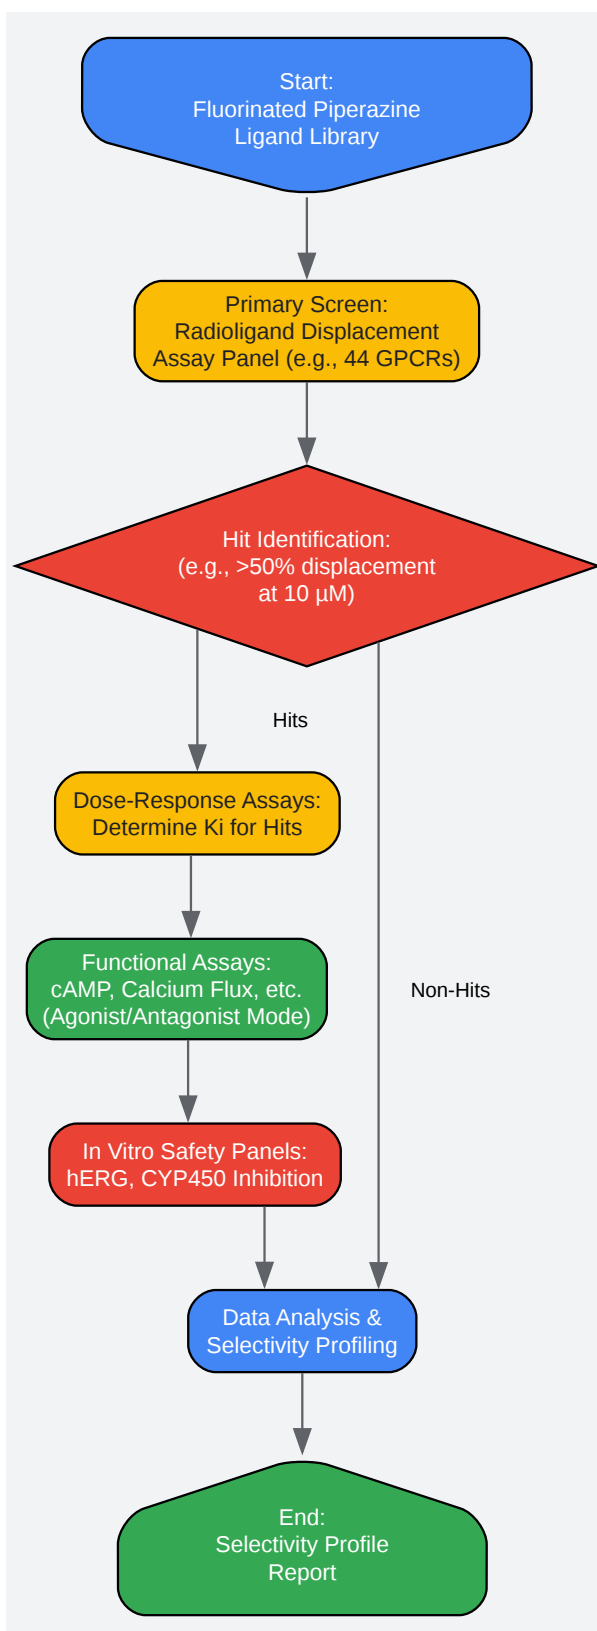 Start:
Fluorinated Piperazine
Ligand Library
Primary Screen:
Radioligand Displacement
Assay Panel (e.g., 44 GPCRs)
Hit Identification:
(e.g., >50% displacement
at 10 µM)
Hits
Dose-Response Assays:
Determine Ki for Hits
Functional Assays:
cAMP, Calcium Flux, etc.
(Agonist/Antagonist Mode)
Non-Hits
In Vitro Safety Panels:
hERG, CYP450 Inhibition
Data Analysis &
Selectivity Profiling
End:
Selectivity Profile
Report